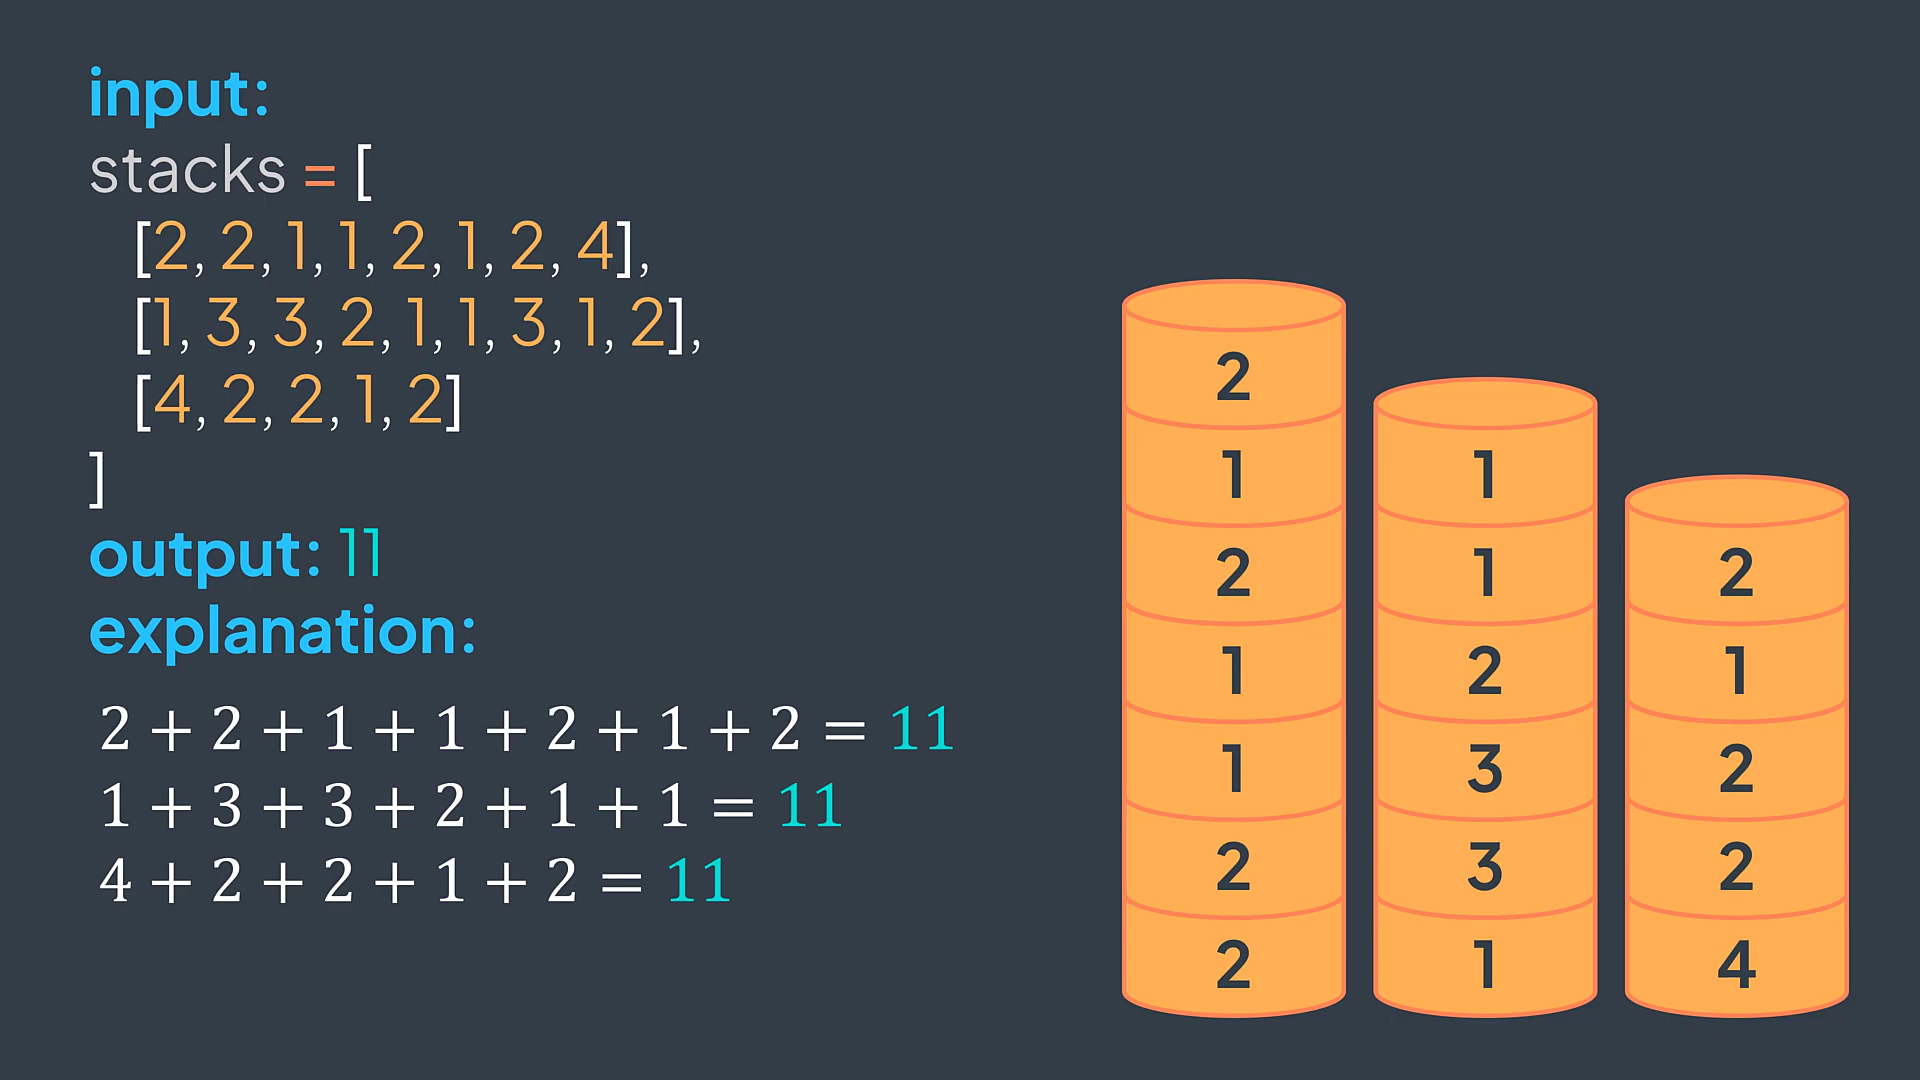 input:
stacks = [
[2, 2, 1, 1, 2, 1, 2, 4],
[1, 3, 3, 2, 1, 1, 3, 1, 2],
[4, 2, 2, 1, 2]
]
output: 11
explanation:
2 + 2 + 1 + 1 + 2 + 1 + 2 = 11
1 + 3 + 3 + 2 + 1 + 1 = 11
4 + 2 + 2 + 1 + 2 = 11
2
1
2
1
1
2
2
1
1
2
3
3
1
2
1
2
2
4